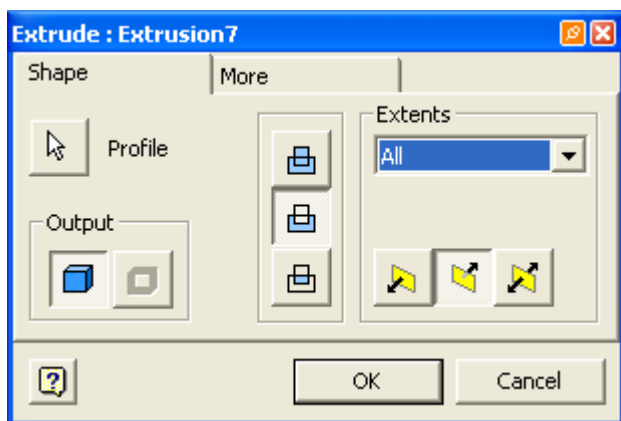 Extrude : Extrusion7
Shape
More
Profile
Output
Extents
All
OK
Cancel